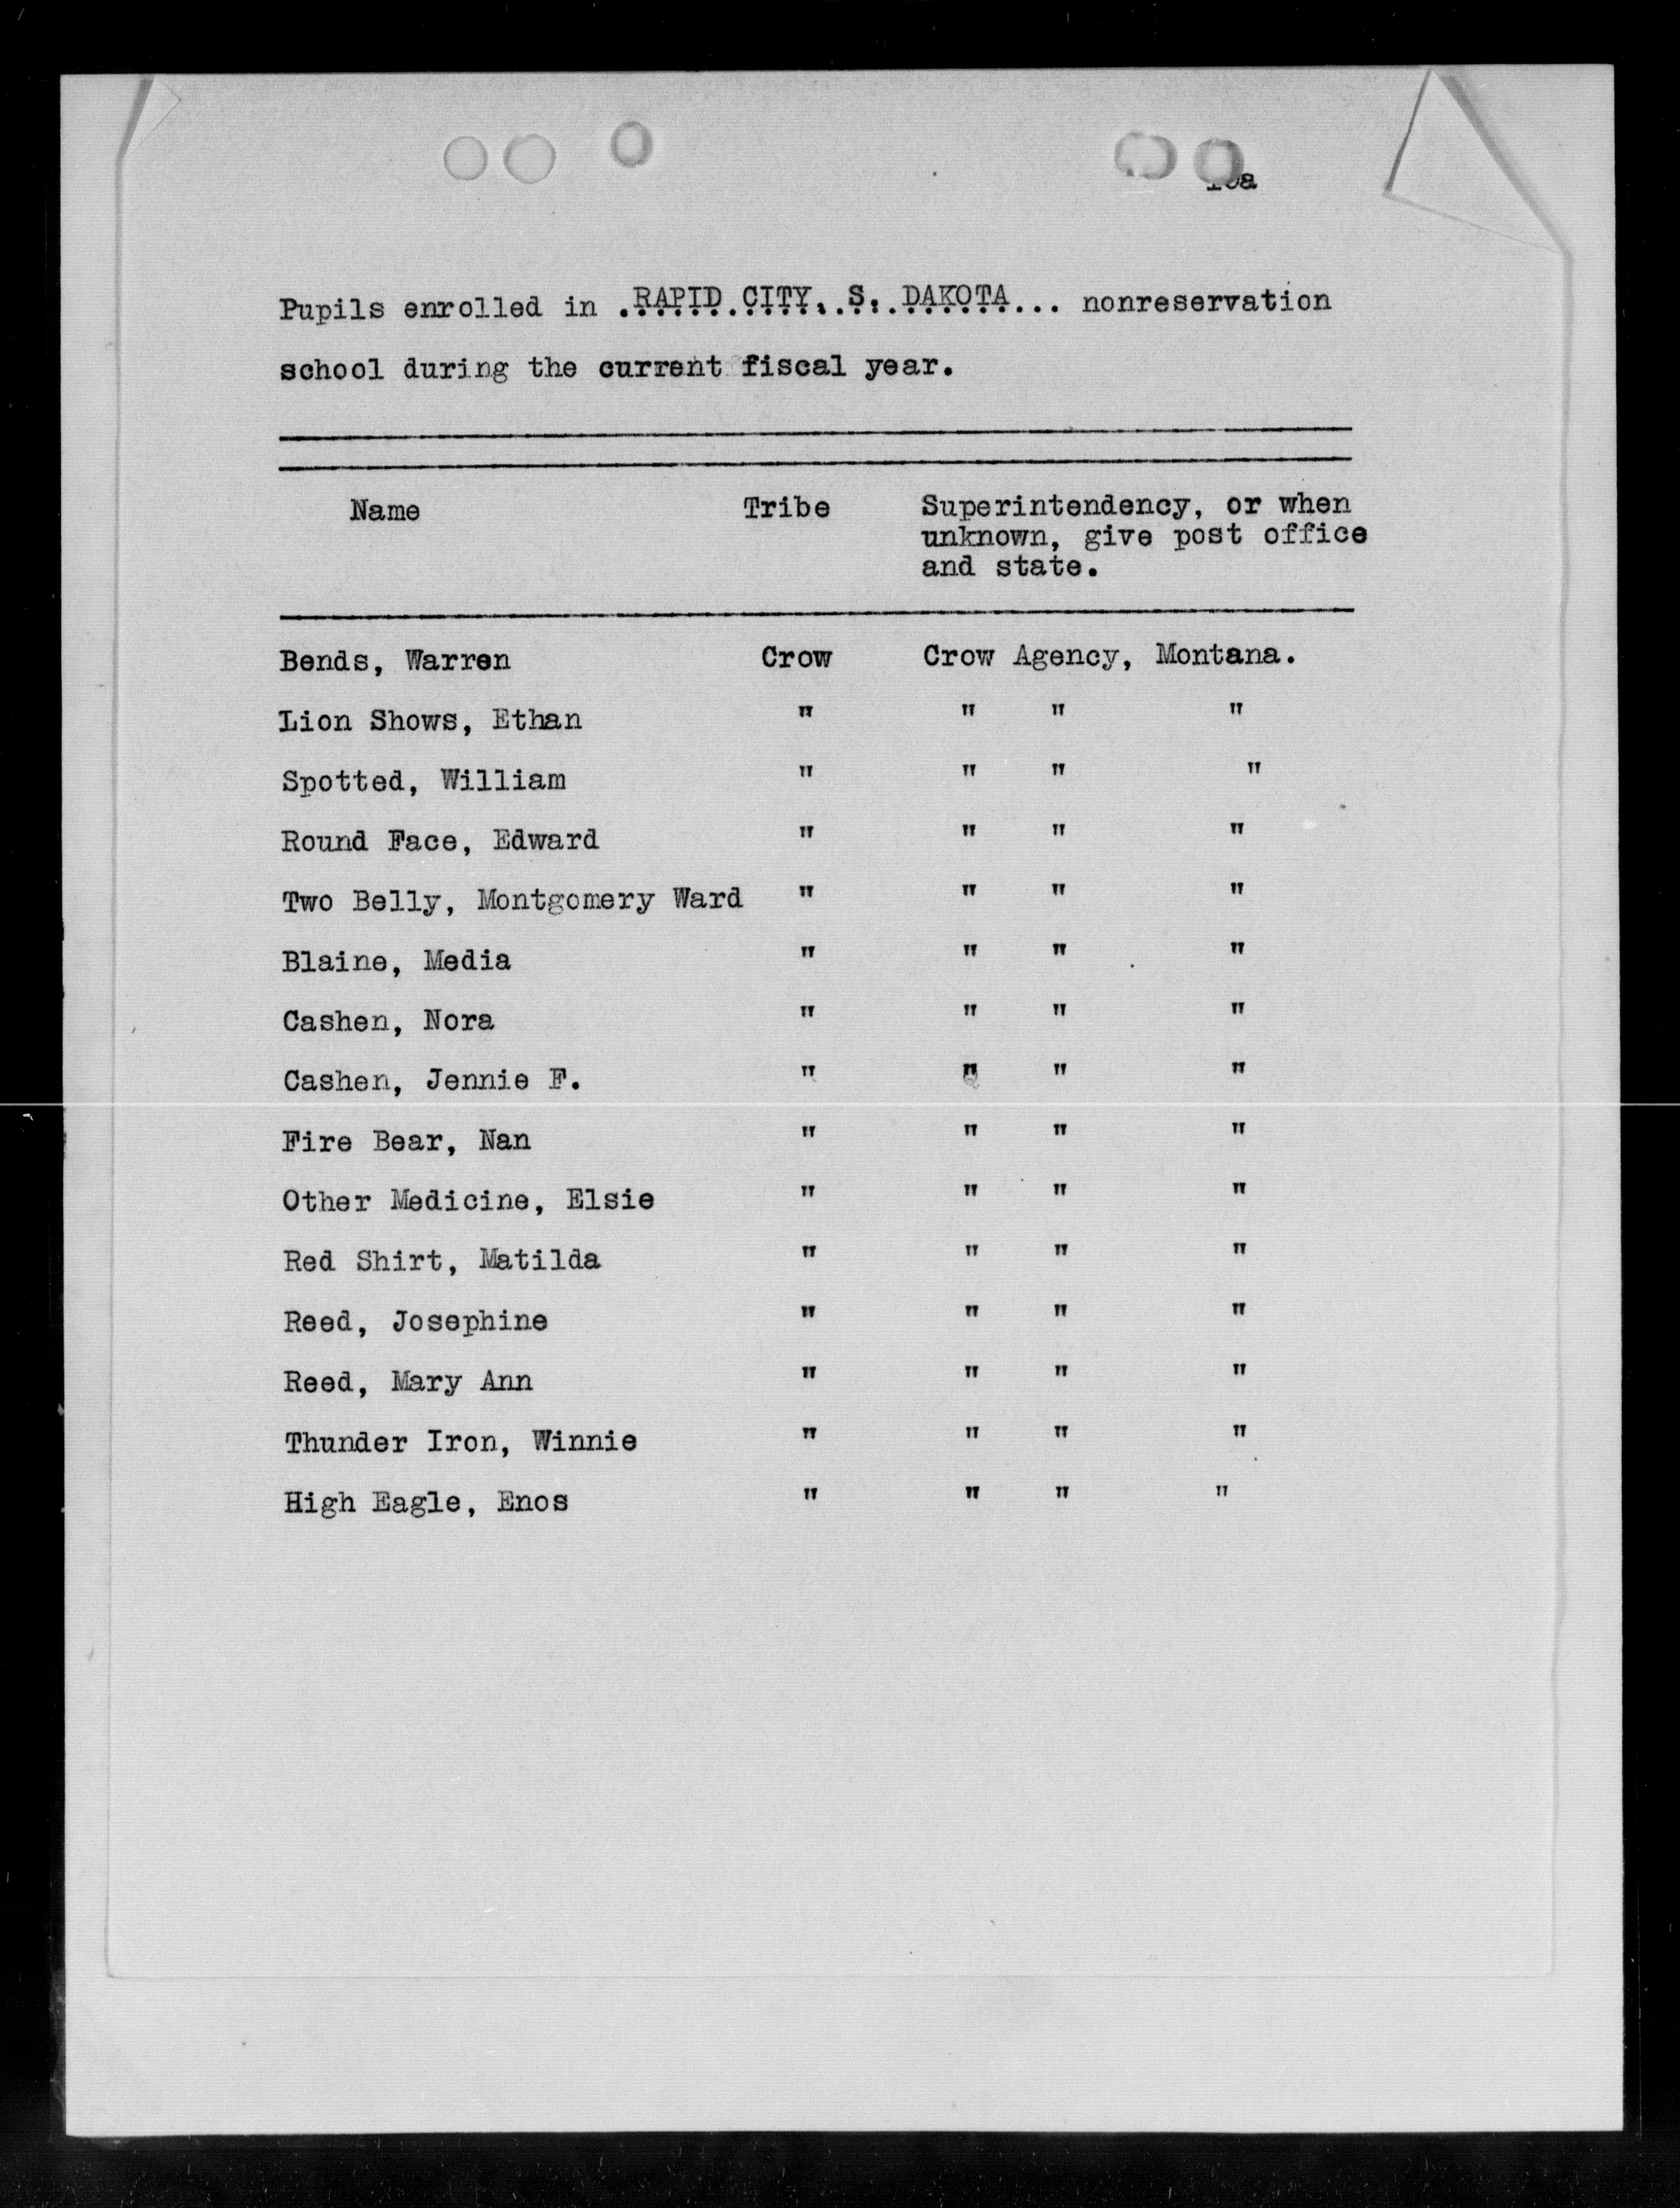 Pupils enrolled in .RAPID.CITY, S. DAKOTA... nonreservation
school during the current fiscal year.
Name Tribe Superintendency, or when
unknown, give post office
and state.
Bends, Warren Crow Crow Agency, Montana.
Lion Shows, Ethan " " " "
Spotted, William " " " "
Round Face, Edward " " " "
Two Belly, Montgomery Ward " " " "
Blaine, Media " " " "
Cashen, Nora " " " "
Cashen, Jennie F. " " " "
Fire Bear, Nan " " " "
Other Medicine, Elsie " " " "
Red Shirt, Matilda " " " "
Reed, Josephine " " " "
Reed, Mary Ann " " " "
Thunder Iron, Winnie " " " "
High Eagle, Enos " " " "